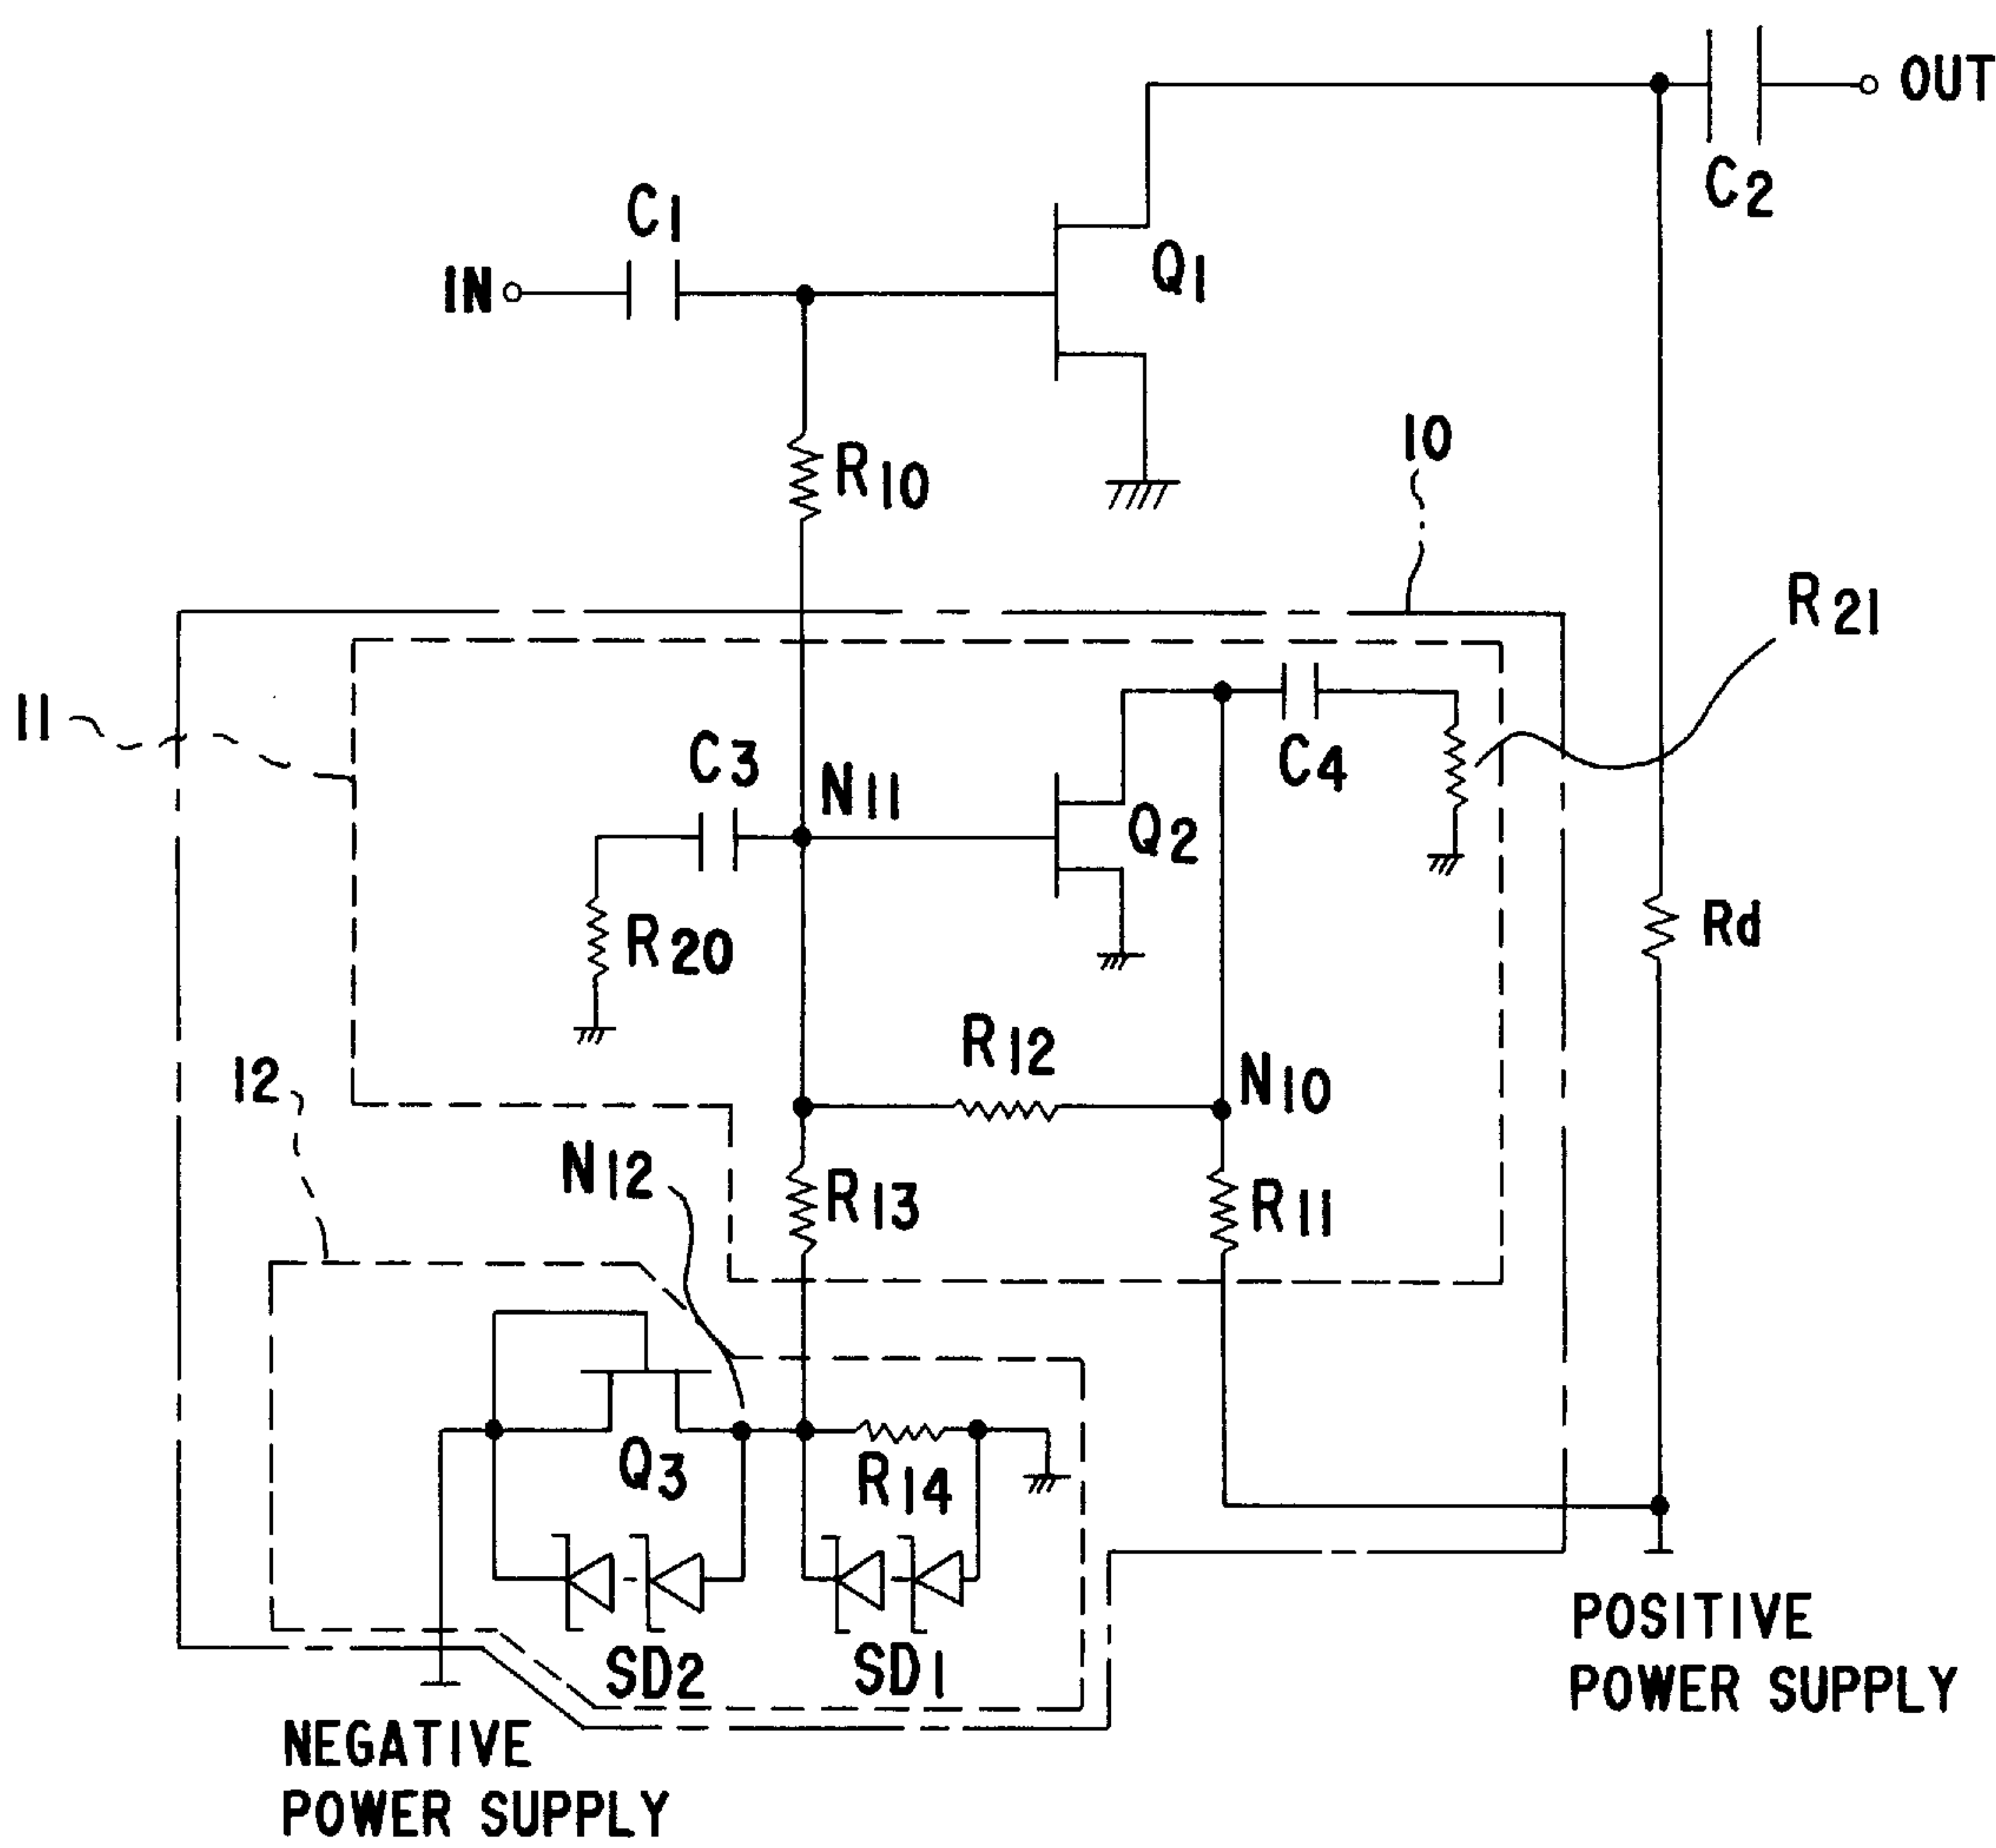 OUT
C2
C1
IN
Q1
10
R10
R21
11
C3
N11
C4
Q2
Rd
R20
R12
N10
12
N12
R13
R11
Q3
R14
SD2
SD1
POSITIVE
POWER SUPPLY
NEGATIVE
POWER SUPPLY